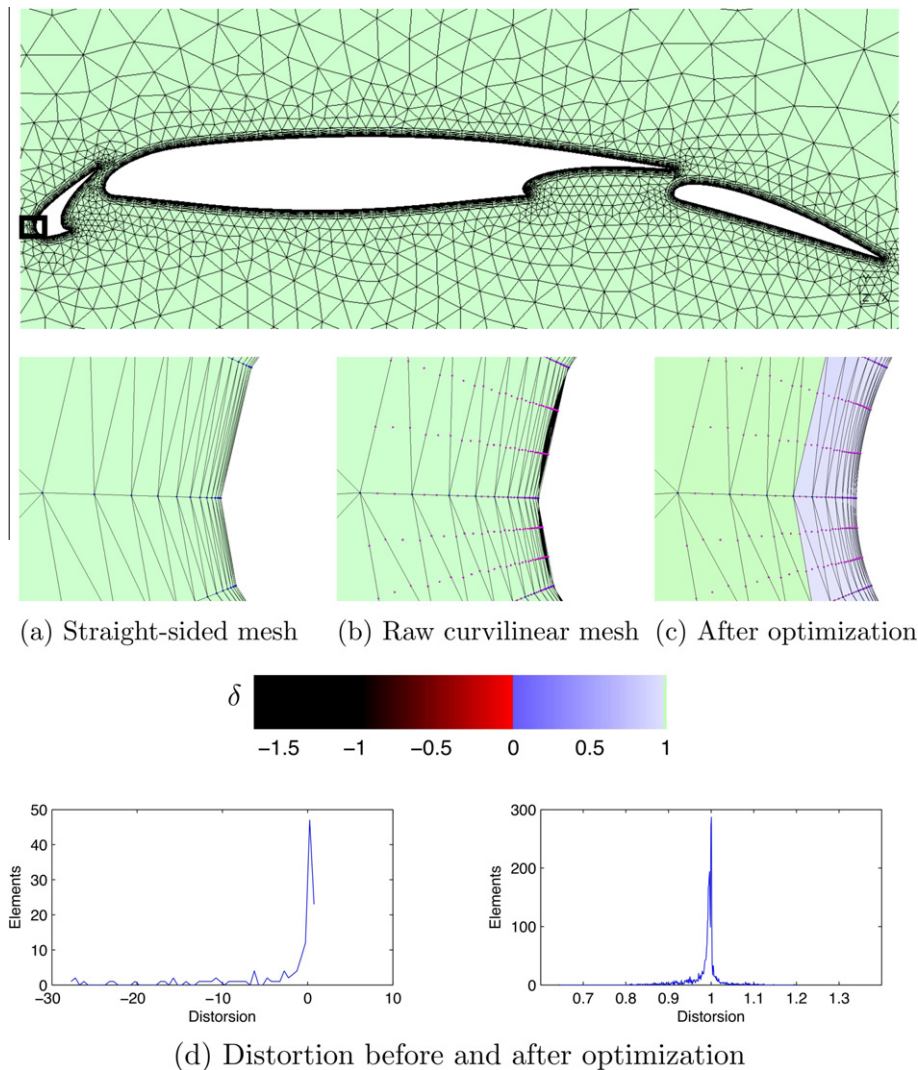 (a) Straight-sided mesh (b) Raw curvilinear mesh (c) After optimization
δ
−1.5 −1 −0.5 0 0.5 1
50
40
30
20
10
0
Elements
−30 −20 −10 0 10
Distorsion
300
200
100
0
Elements
0.7 0.8 0.9 1 1.1 1.2 1.3
Distorsion
(d) Distortion before and after optimization